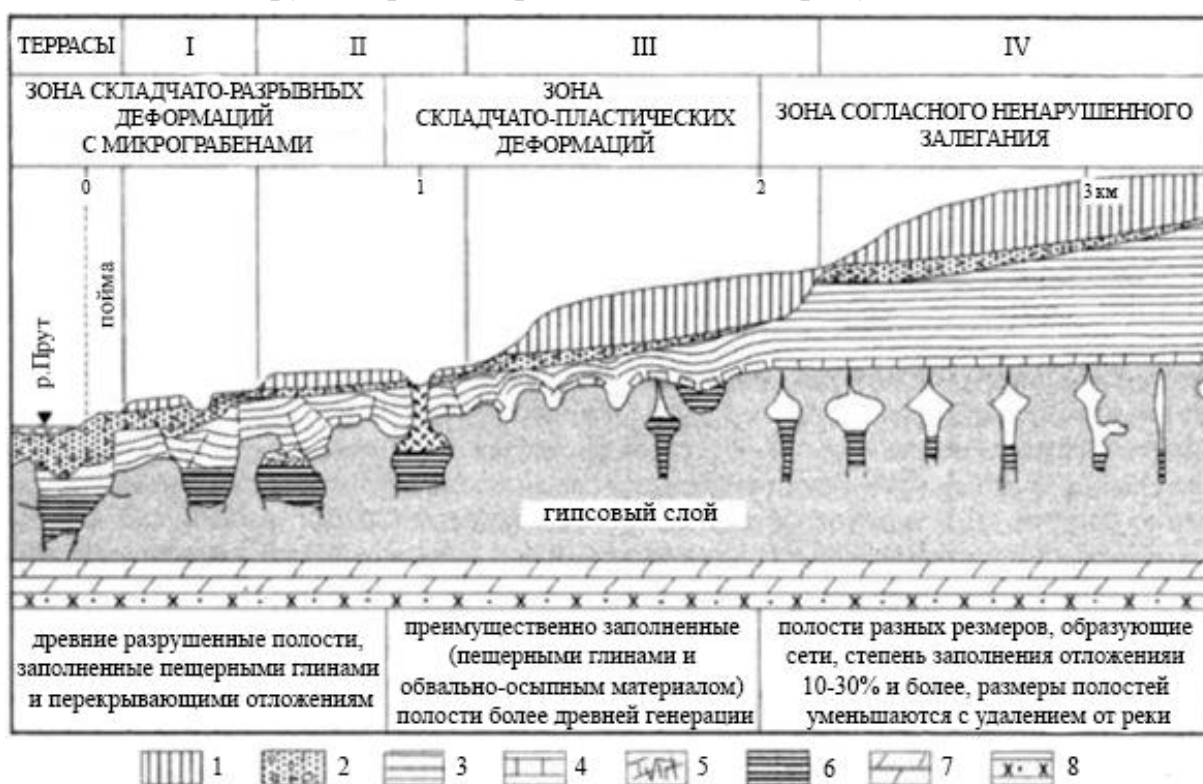 ТЕРРАСЫ I II III IV
ЗОНА СКЛАДЧАТО-РАЗРЫВНЫХ
ДЕФОРМАЦИЙ
С МИКРОГРАБЕНАМИ
ЗОНА
СКЛАДЧАТО-ПЛАСТИЧЕСКИХ
ДЕФОРМАЦИЙ
ЗОНА СОГЛАСНОГО НЕНАРУШЕННОГО
ЗАЛЕГАНИЯ
0 1 2 3 км
р.Прут
пойма
гипсовый слой
древние разрушенные полости,
заполненные пещерными глинами
и перекрывающими отложениям
преимущественно заполненные
(пещерными глинами и
обвально-осыпным материалом)
полости более древней генерации
полости разных резмеров, образующие
сети, степень заполнения отложенияи
10-30% и более, размеры полостей
уменьшаются с удалением от реки
1 2 3 4 5 6 7 8